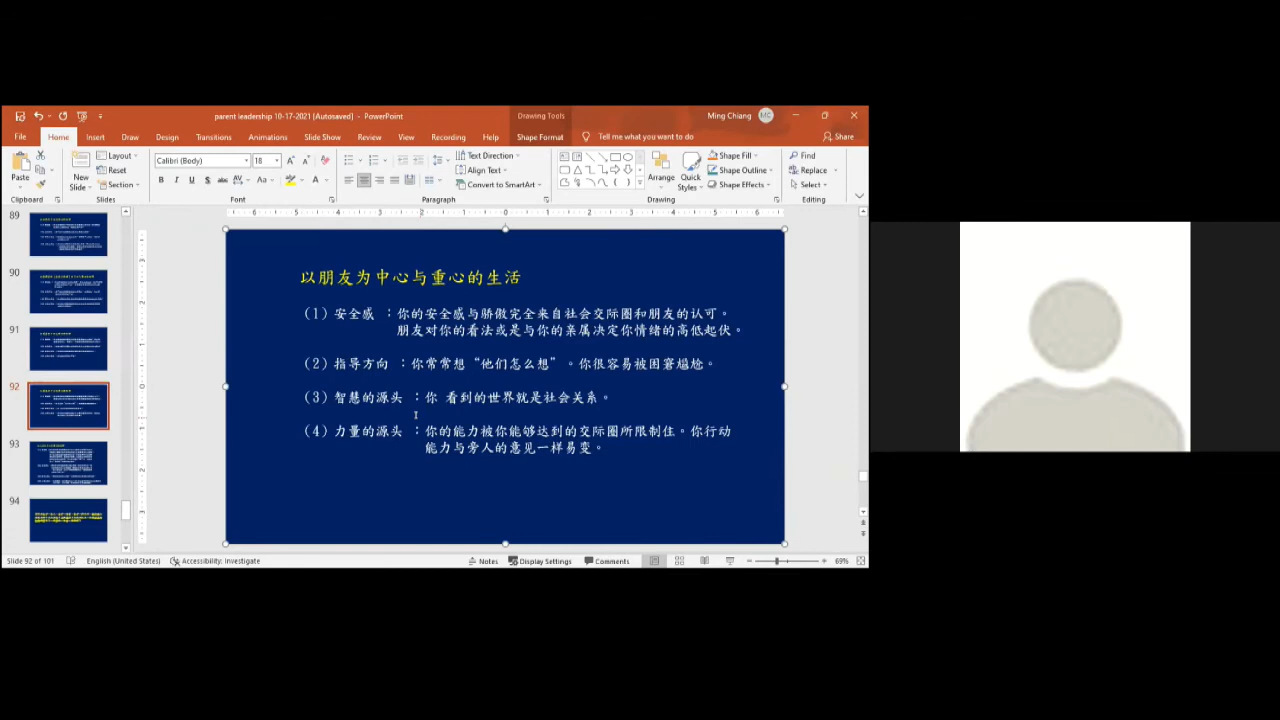 parent leadership 10-17-2021 [Autosaved] - PowerPoint
Drawing Tools
Ming Chiang
MC
File Home Insert Draw Design Transitions Animations Slide Show Review View Recording Help Shape Format Tell me what you want to do Share
Paste
New Slide
Layout
Reset
Section
Calibri (Body) 18
Text Direction
Align Text
Convert to SmartArt
Arrange
Quick Styles
Shape Fill
Shape Outline
Shape Effects
Find
Replace
Select
Clipboard Slides Font Paragraph Drawing Editing
89
90
91
92
93
94
以朋友为中心与重心的生活
(1) 安全感 ：你的安全感与骄傲完全来自社会交际圈和朋友的认可。
朋友对你的看法或是与你的亲属决定你情绪的高低起伏。
(2) 指导方向 ：你常常想“他们怎么想”。你很容易被困窘尴尬。
(3) 智慧的源头 ：你 看到的世界就是社会关系。
(4) 力量的源头 ：你的能力被你能够达到的交际圈所限制住。你行动
能力与旁人的意见一样易变。
Slide 92 of 101 English (United States) Accessibility: Investigate Notes Display Settings Comments 69%